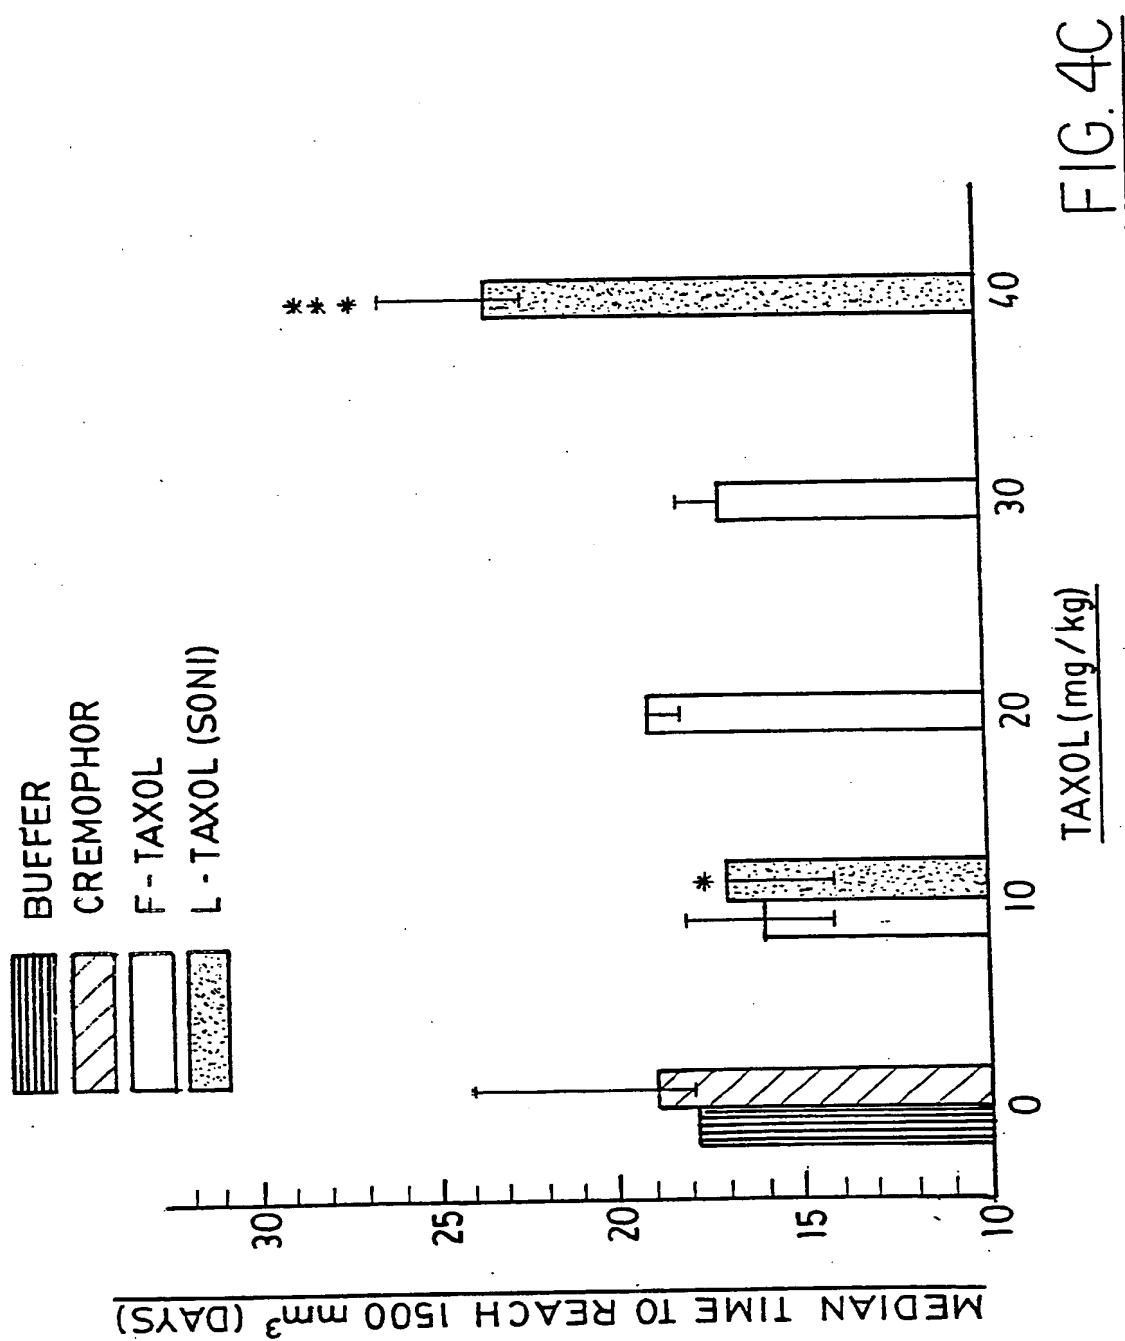 BUFFER
CREMOPHOR
F-TAXOL
L-TAXOL (SONI)
MEDIAN TIME TO REACH 1500 mm³ (DAYS)
30
25
20
15
10
***
*
0
10
20
30
40
TAXOL (mg/kg)
FIG. 4C